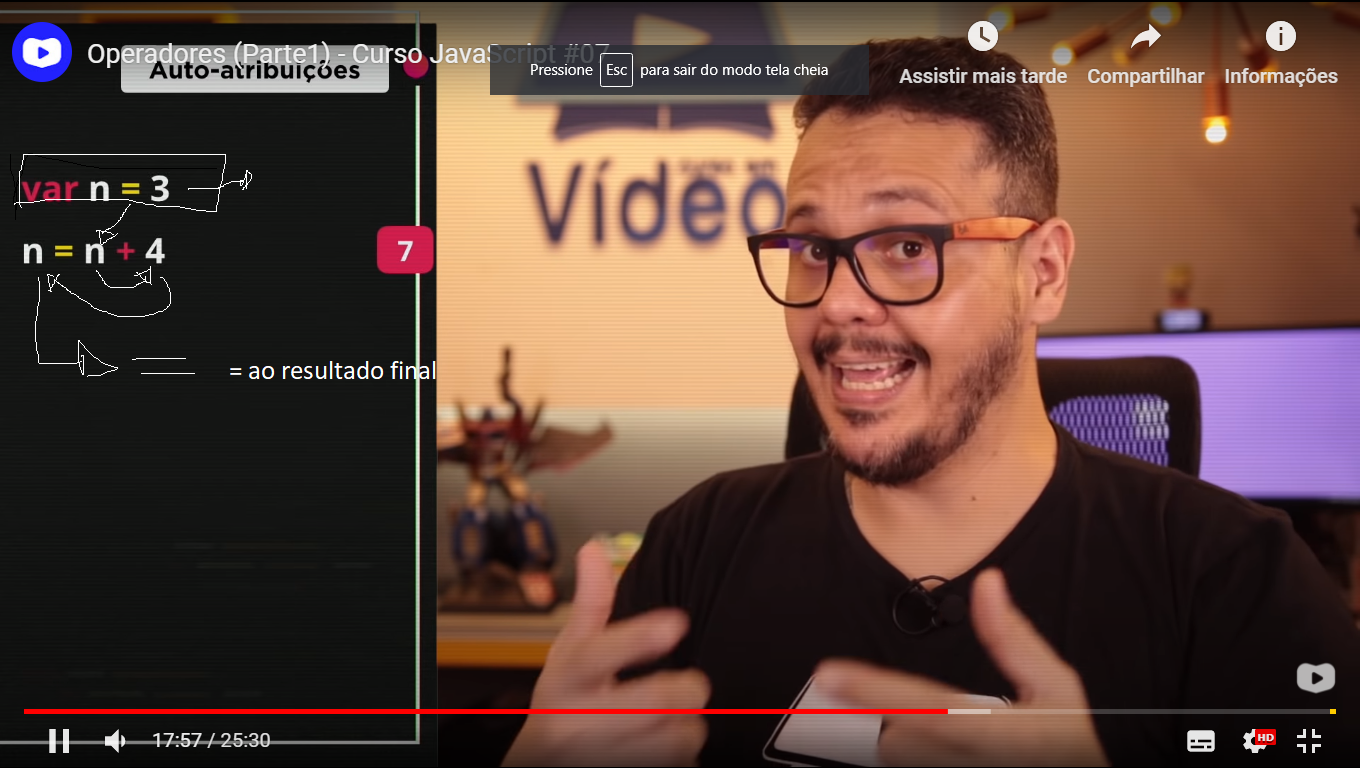 Operadores (Parte1) - Curso JavaScript #07
Auto-atribuições
Pressione Esc para sair do modo tela cheia
Assistir mais tarde
Compartilhar
Informações
Vídeo
var n = 3
n = n + 4
7
= ao resultado final
17:57 / 25:30
HD